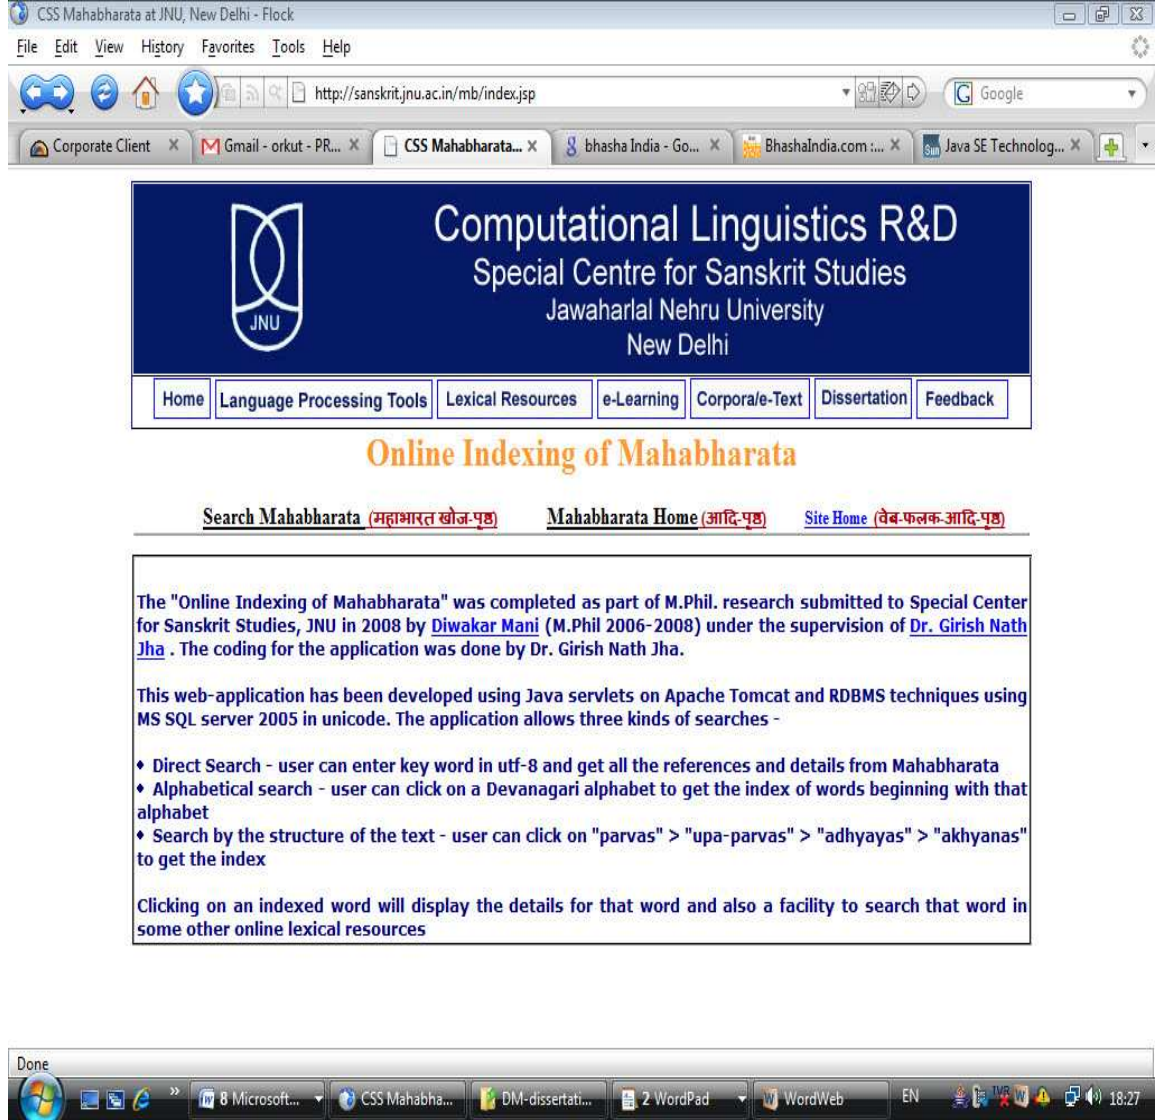 CSS Mahabharata at JNU, New Delhi - Flock
File Edit View History Favorites Tools Help
http://sanskrit.jnu.ac.in/mb/index.jsp
Google
Corporate Client
Gmail - orkut - PR...
CSS Mahabharata...
bhasha India - Go...
BhashaIndia.com :...
Java SE Technolog...
Computational Linguistics R&D
Special Centre for Sanskrit Studies
Jawaharlal Nehru University
New Delhi
JNU
Home Language Processing Tools Lexical Resources e-Learning Corpora/e-Text Dissertation Feedback
Online Indexing of Mahabharata
Search Mahabharata (महाभारत खोज-पृष्ठ) Mahabharata Home (आदि-पृष्ठ) Site Home (वेब-फलक-आदि-पृष्ठ)
The "Online Indexing of Mahabharata" was completed as part of M.Phil. research submitted to Special Center
for Sanskrit Studies, JNU in 2008 by Diwakar Mani (M.Phil 2006-2008) under the supervision of Dr. Girish Nath
Jha . The coding for the application was done by Dr. Girish Nath Jha.
This web-application has been developed using Java servlets on Apache Tomcat and RDBMS techniques using
MS SQL server 2005 in unicode. The application allows three kinds of searches -
♦ Direct Search - user can enter key word in utf-8 and get all the references and details from Mahabharata
♦ Alphabetical search - user can click on a Devanagari alphabet to get the index of words beginning with that
alphabet
♦ Search by the structure of the text - user can click on "parvas" > "upa-parvas" > "adhyayas" > "akhyanas"
to get the index
Clicking on an indexed word will display the details for that word and also a facility to search that word in
some other online lexical resources
Done
8 Microsoft... CSS Mahabha... DM-dissertati... 2 WordPad WordWeb EN 18:27